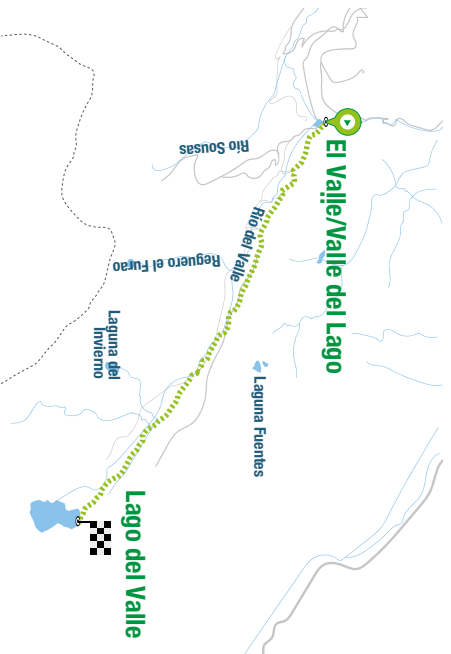 El Valle/Valle del Lago
Río Sousas
Río del Valle
Reguero el Furao
Laguna del
Invierno
Laguna Fuentes
Lago del Valle